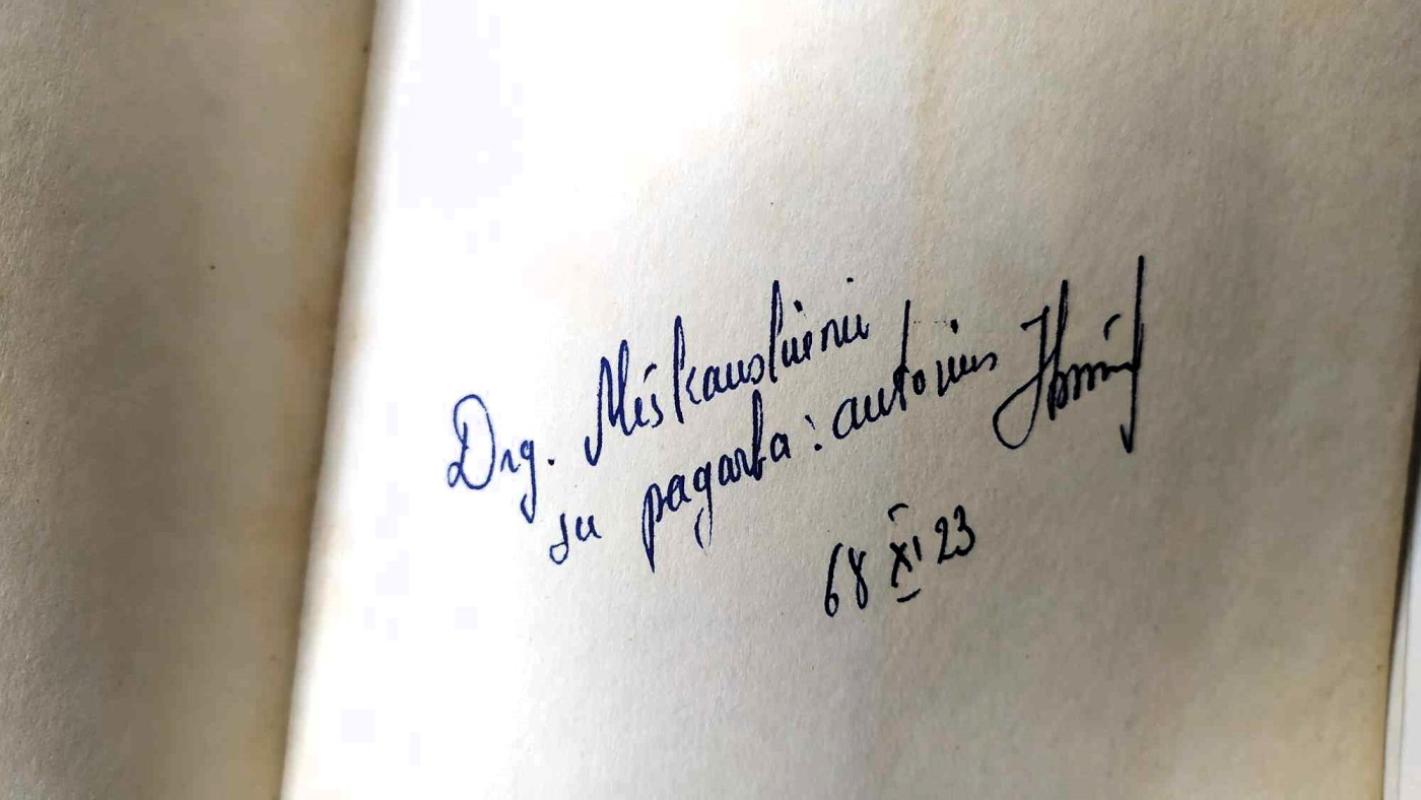 Drg. Miškauskienei
su pagarba: autorius
68 XI 23